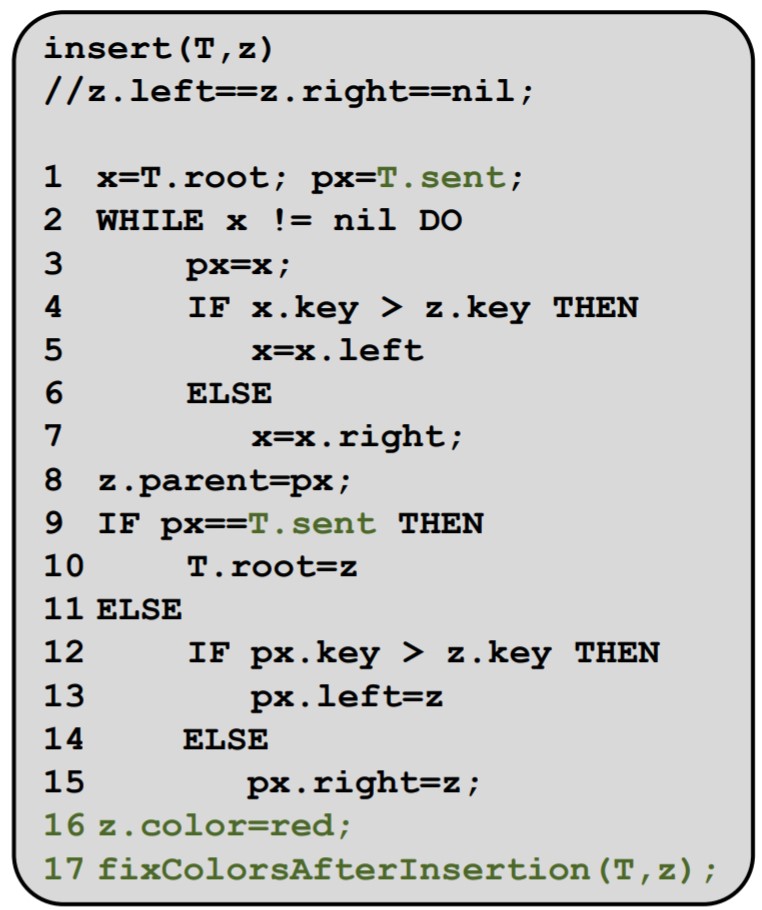 insert(T,z)
//z.left==z.right==nil;
1 x=T.root; px=T.sent;
2 WHILE x != nil DO
3 px=x;
4 IF x.key > z.key THEN
5 x=x.left
6 ELSE
7 x=x.right;
8 z.parent=px;
9 IF px==T.sent THEN
10 T.root=z
11 ELSE
12 IF px.key > z.key THEN
13 px.left=z
14 ELSE
15 px.right=z;
16 z.color=red;
17 fixColorsAfterInsertion(T,z);